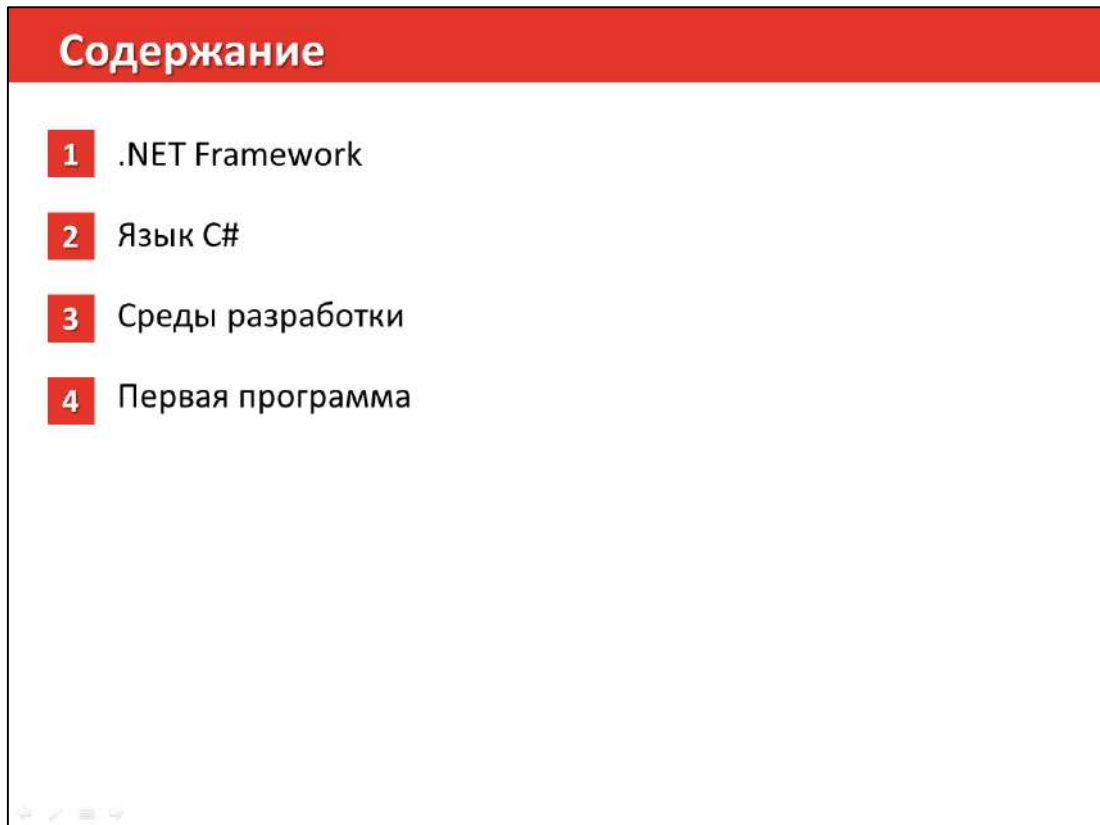 Содержание
1 .NET Framework
2 Язык C#
3 Среды разработки
4 Первая программа